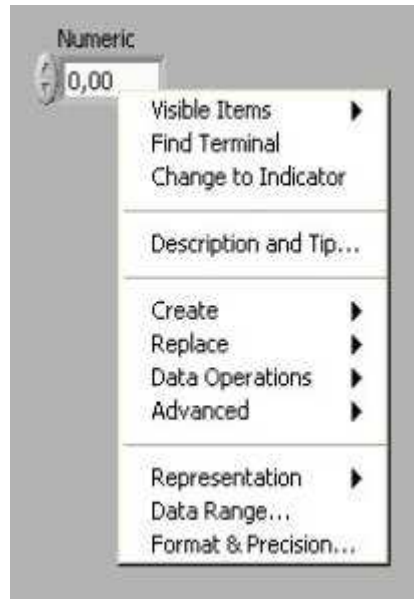 Numeric
0,00
Visible Items
Find Terminal
Change to Indicator
Description and Tip...
Create
Replace
Data Operations
Advanced
Representation
Data Range...
Format & Precision...